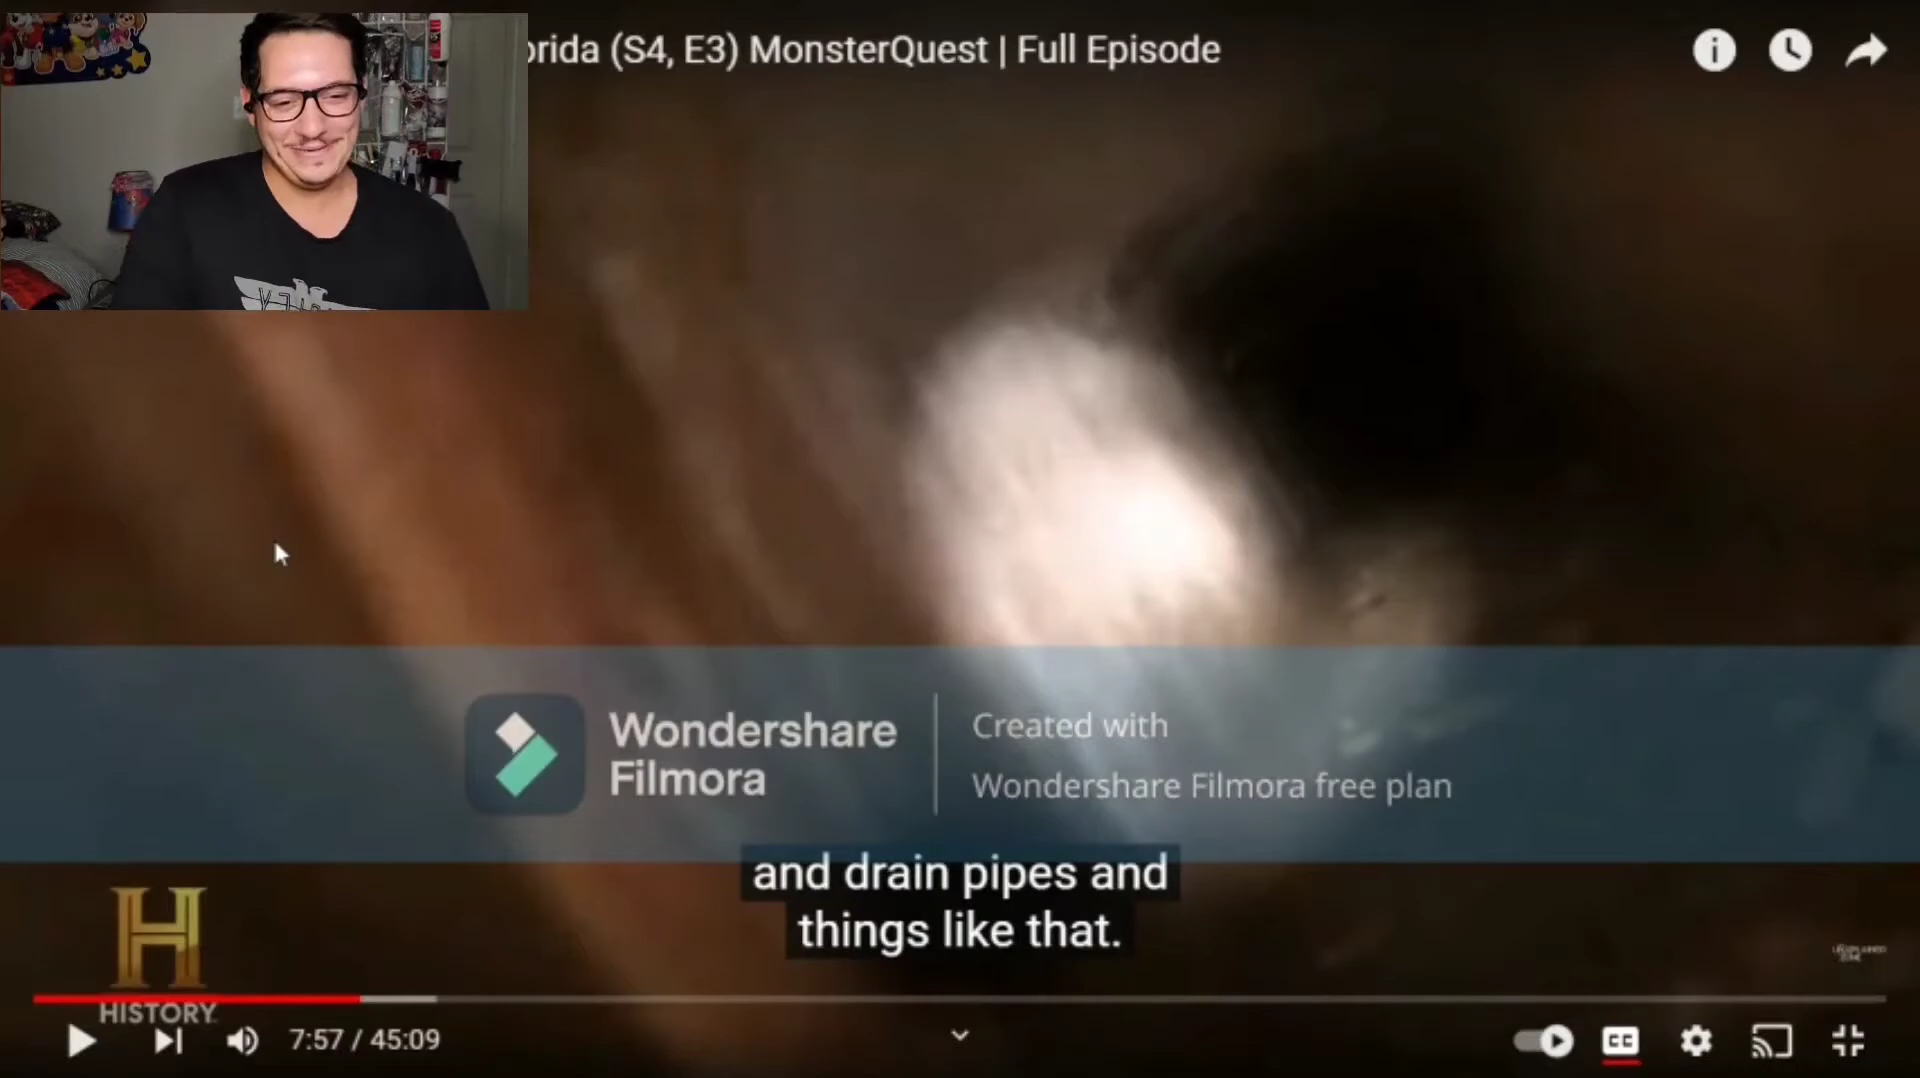 orida (S4, E3) MonsterQuest | Full Episode
Wondershare
Filmora
Created with
Wondershare Filmora free plan
and drain pipes and
things like that.
H
HISTORY
7:57 / 45:09
CC